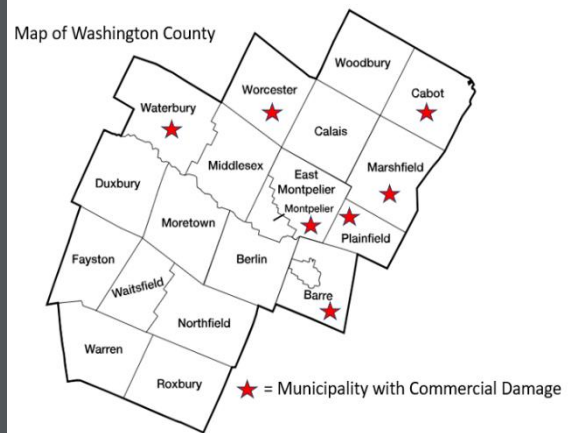 Map of Washington County
Woodbury
Worcester
Cabot
Waterbury
Calais
Middlesex
Marshfield
East
Montpelier
Duxbury
Montpelier
Moretown
Plainfield
Berlin
Fayston
Waitsfield
Barre
Northfield
Warren
Roxbury
= Municipality with Commercial Damage